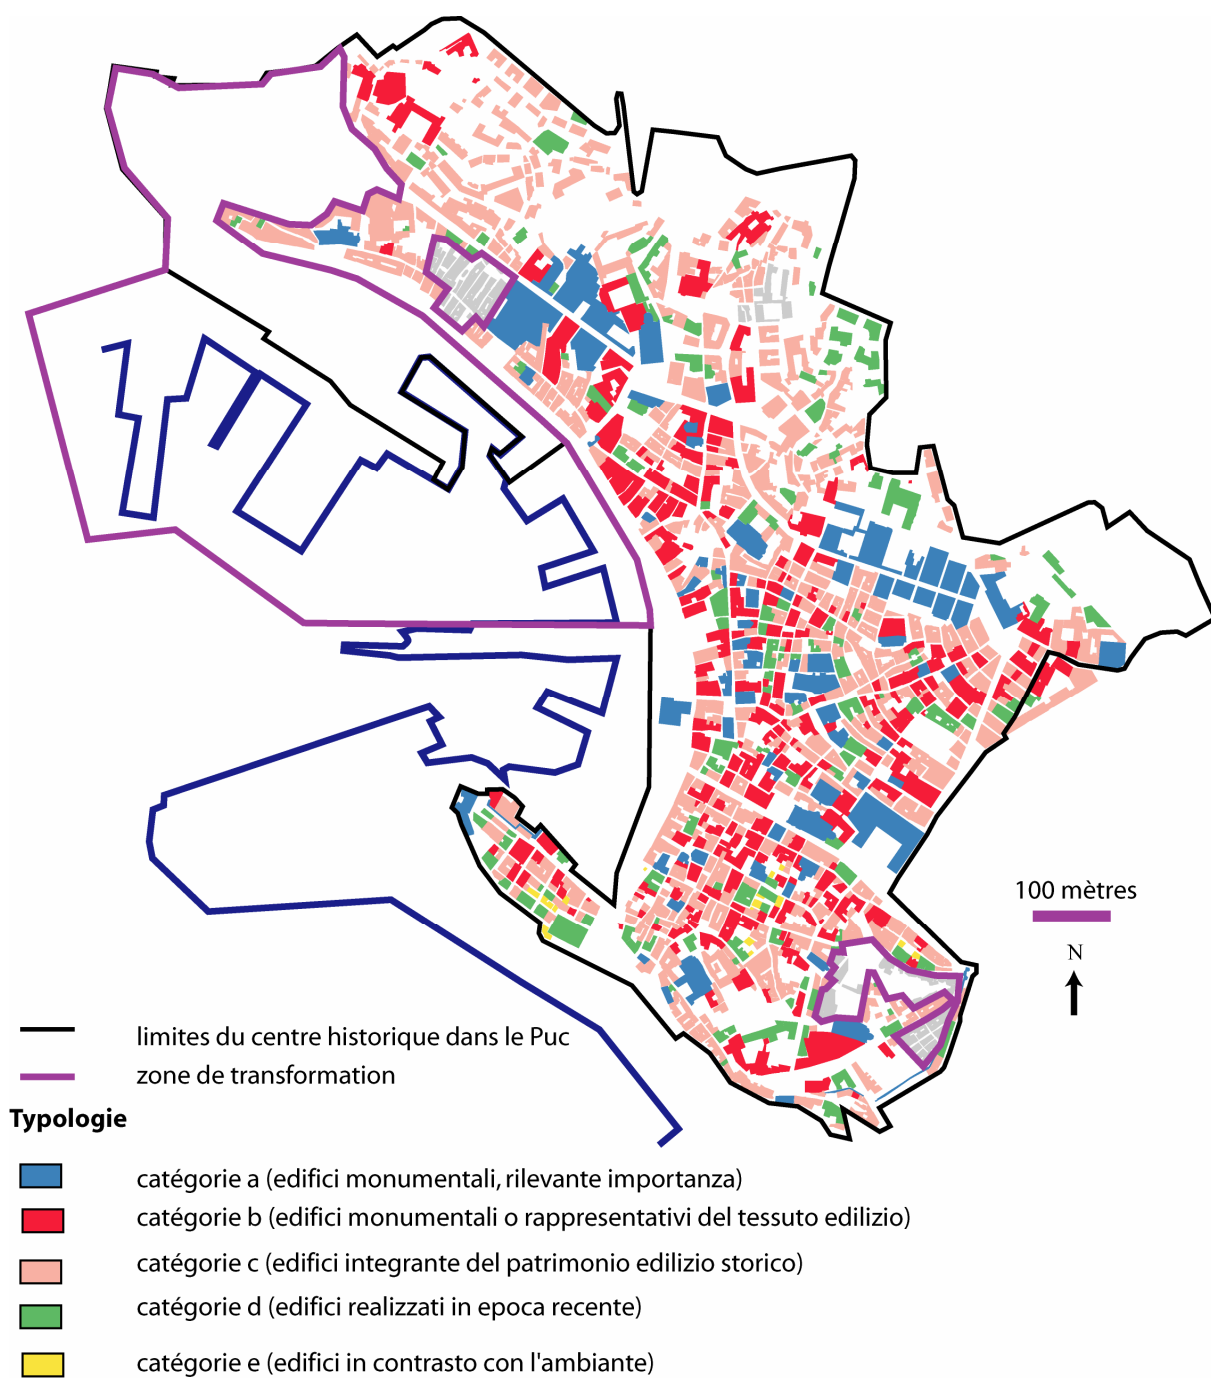 100 mètres
N
limites du centre historique dans le Puc
zone de transformation
Typologie
catégorie a (edifici monumentali, rilevante importanza)
catégorie b (edifici monumentali o rappresentativi del tessuto edilizio)
catégorie c (edifici integrante del patrimonio edilizio storico)
catégorie d (edifici realizzati in epoca recente)
catégorie e (edifici in contrasto con l'ambiante)